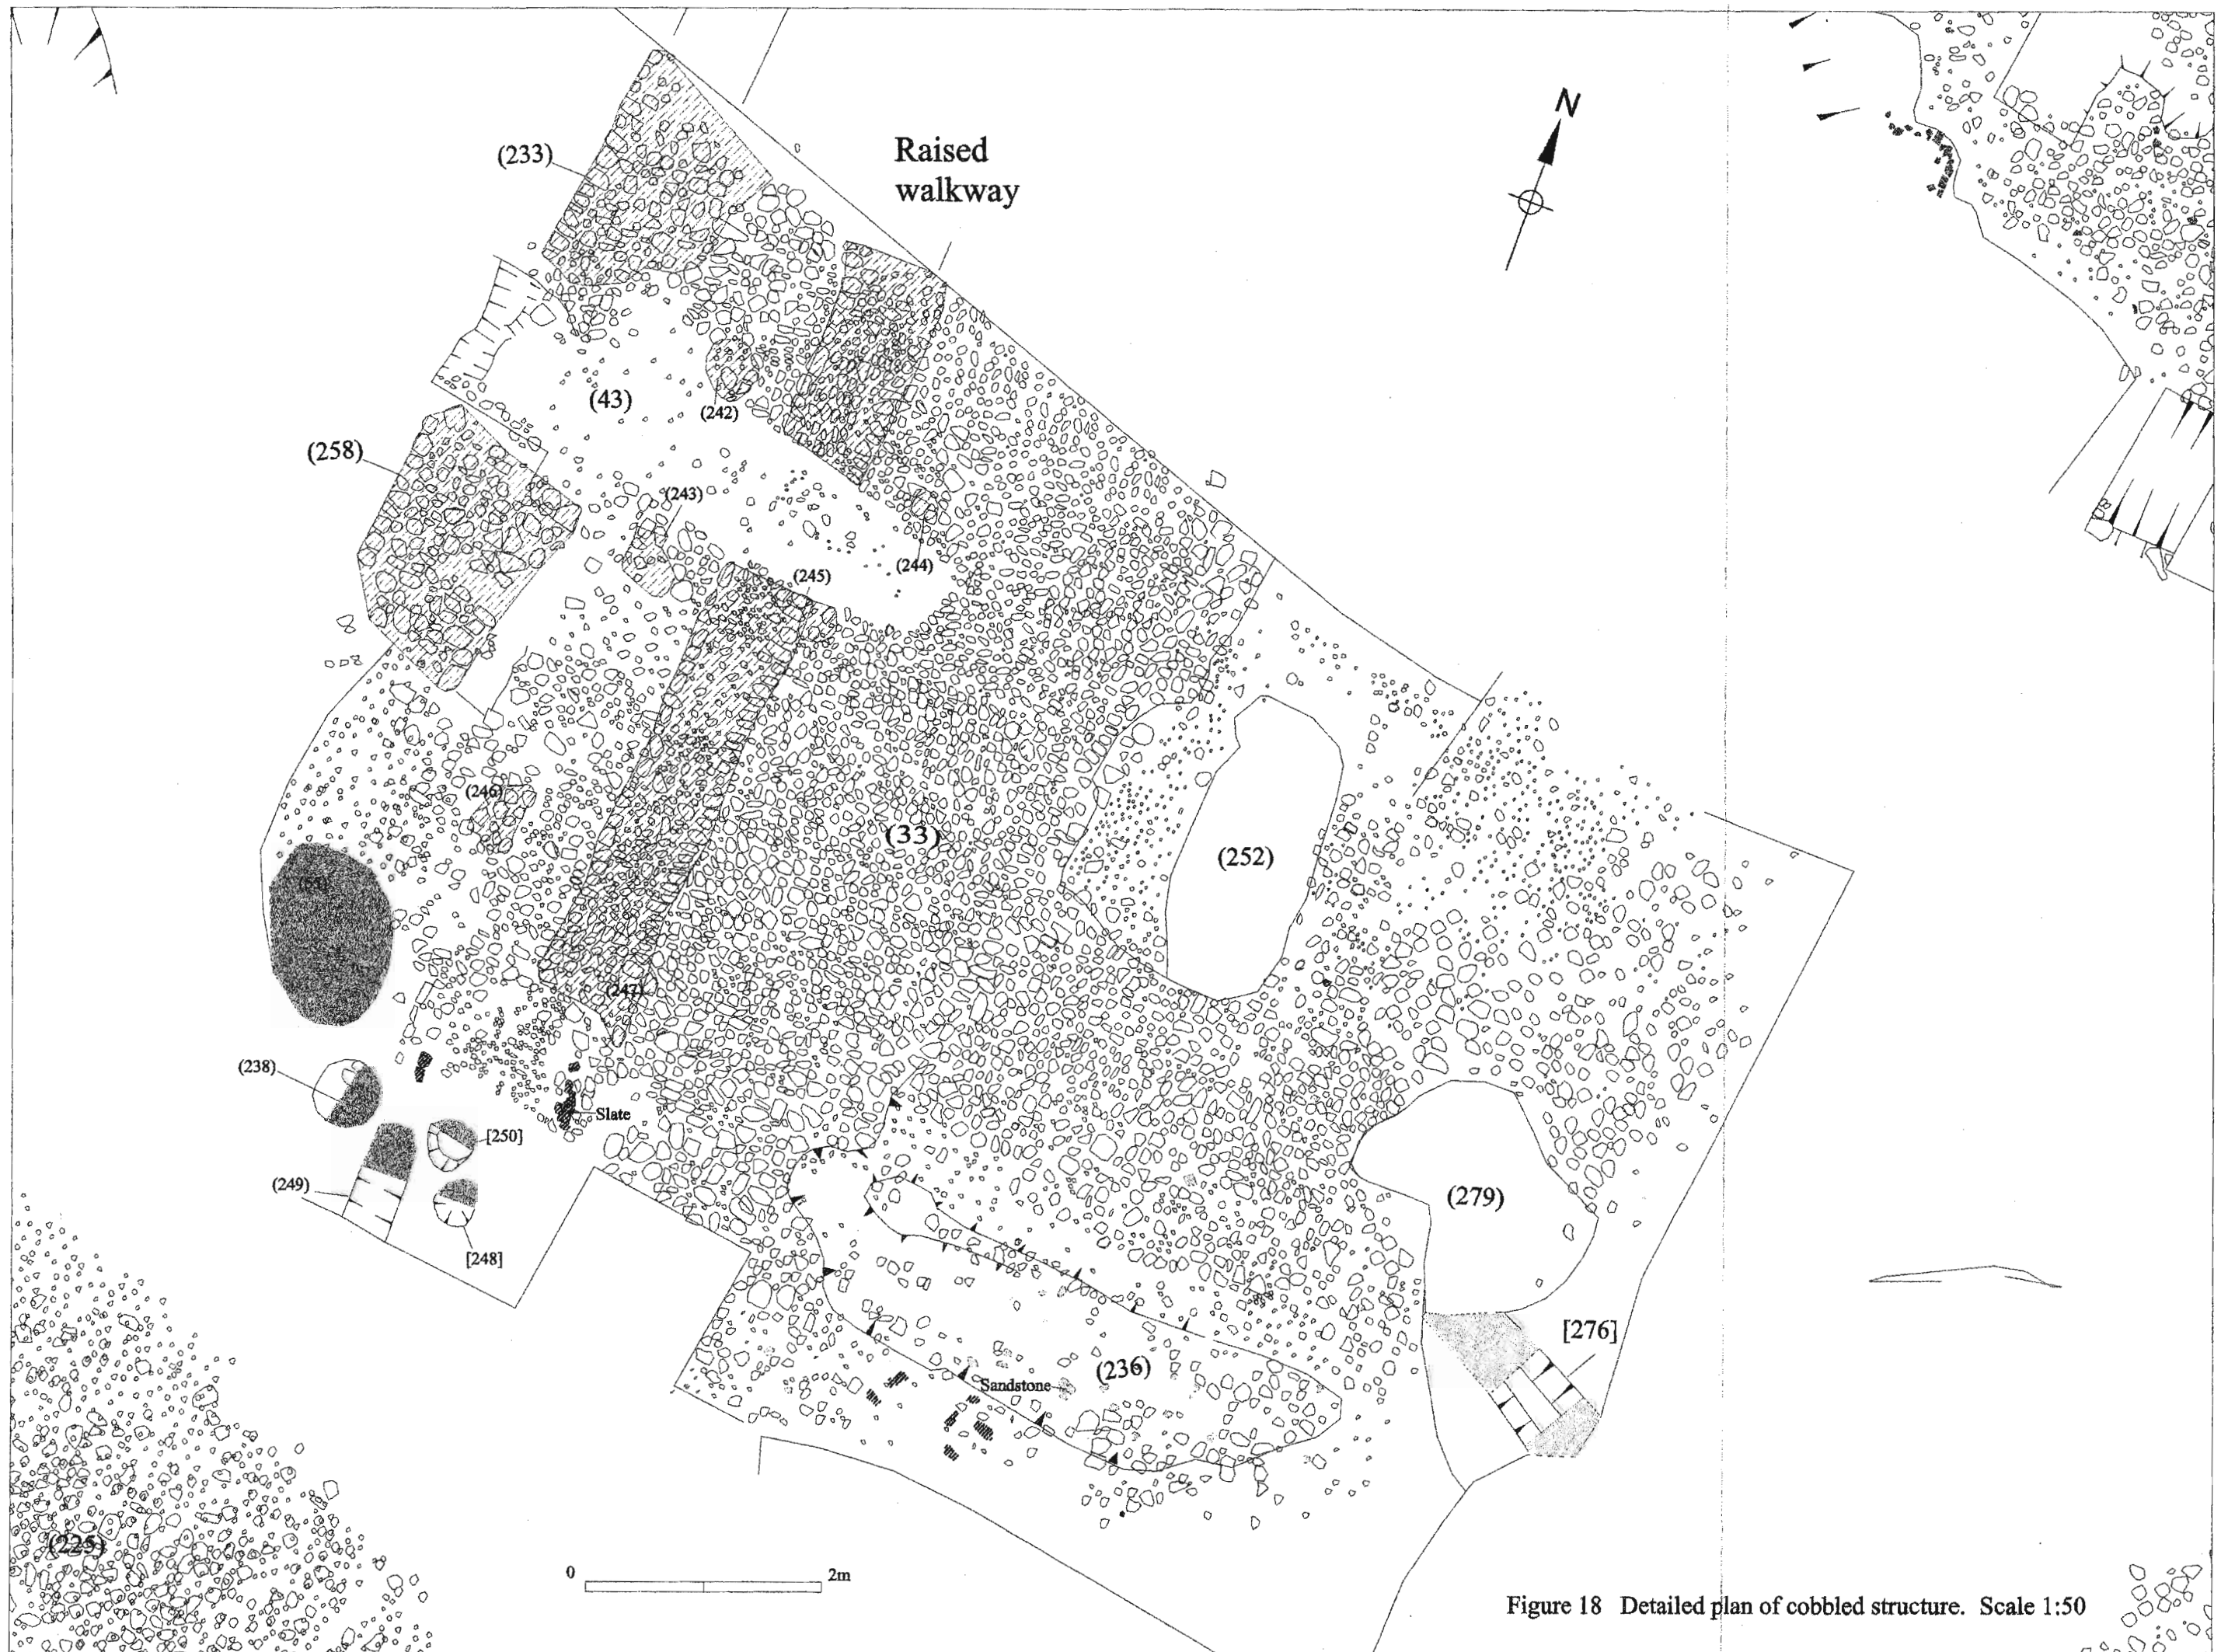 N
Raised
walkway
(233)
(43)
(242)
(258)
(243)
(245)
(244)
(246)
(33)
(252)
(247)
(238)
Slate
[250]
(249)
[248]
(279)
[276]
(236)
Sandstone
(225)
0
2m
Figure 18 Detailed plan of cobbled structure. Scale 1:50